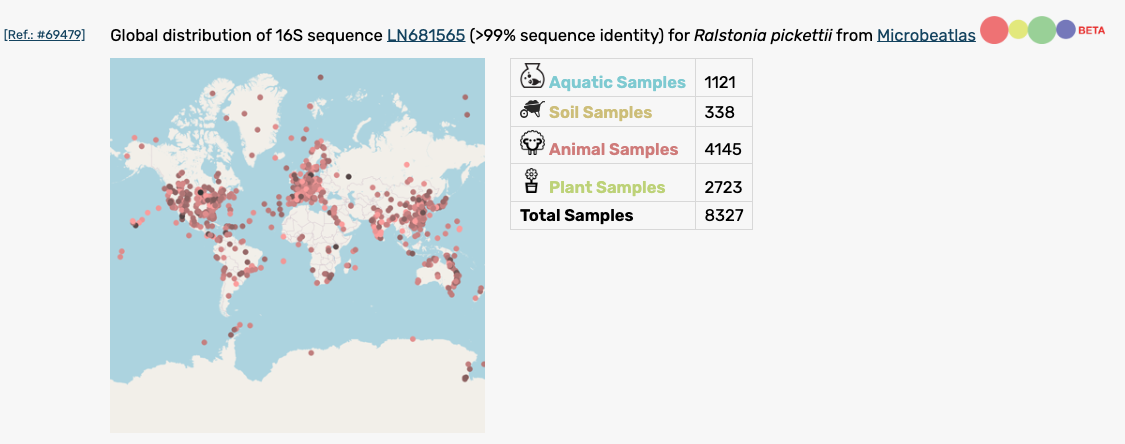 [Ref.: #69479] Global distribution of 16S sequence LN681565 (>99% sequence identity) for Ralstonia pickettii from Microbeatlas BETA
Aquatic Samples 1121
Soil Samples 338
Animal Samples 4145
Plant Samples 2723
Total Samples 8327